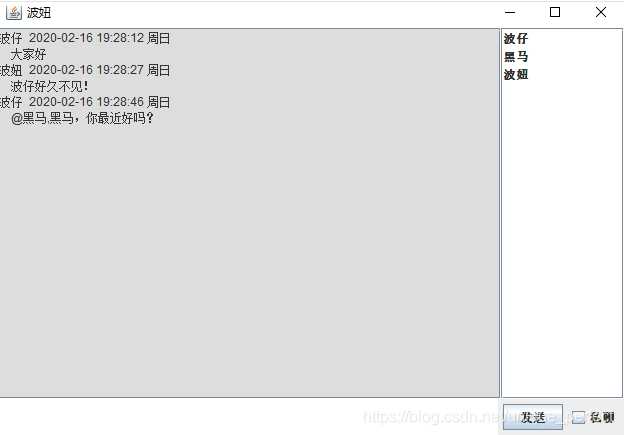 波妞
波仔 2020-02-16 19:28:12 周日
大家好
波妞 2020-02-16 19:28:27 周日
波仔好久不见！
波仔 2020-02-16 19:28:46 周日
@黑马,黑马，你最近好吗？
波仔
黑马
波妞
发送
私聊
https://blog.csdn.ne